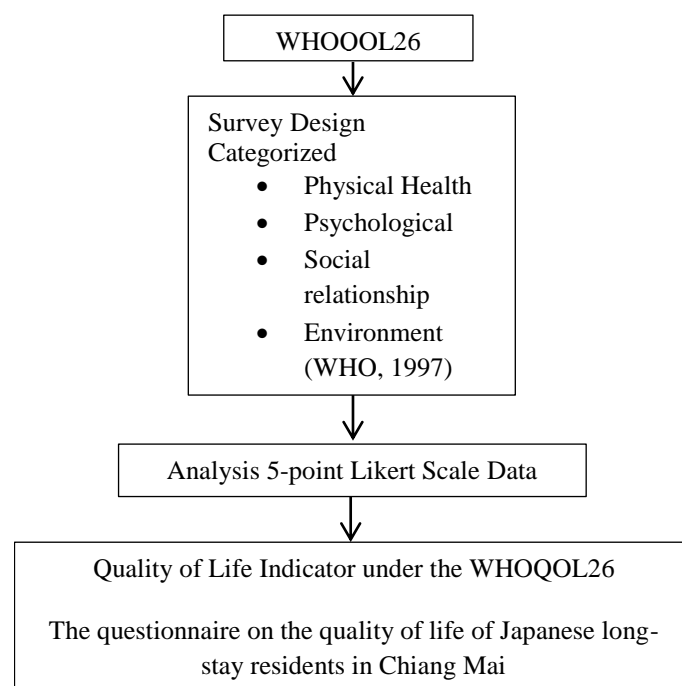 WHOOOL26
Survey Design
Categorized
• Physical Health
• Psychological
• Social
relationship
• Environment
(WHO, 1997)
Analysis 5-point Likert Scale Data
Quality of Life Indicator under the WHOQOL26
The questionnaire on the quality of life of Japanese long-
stay residents in Chiang Mai